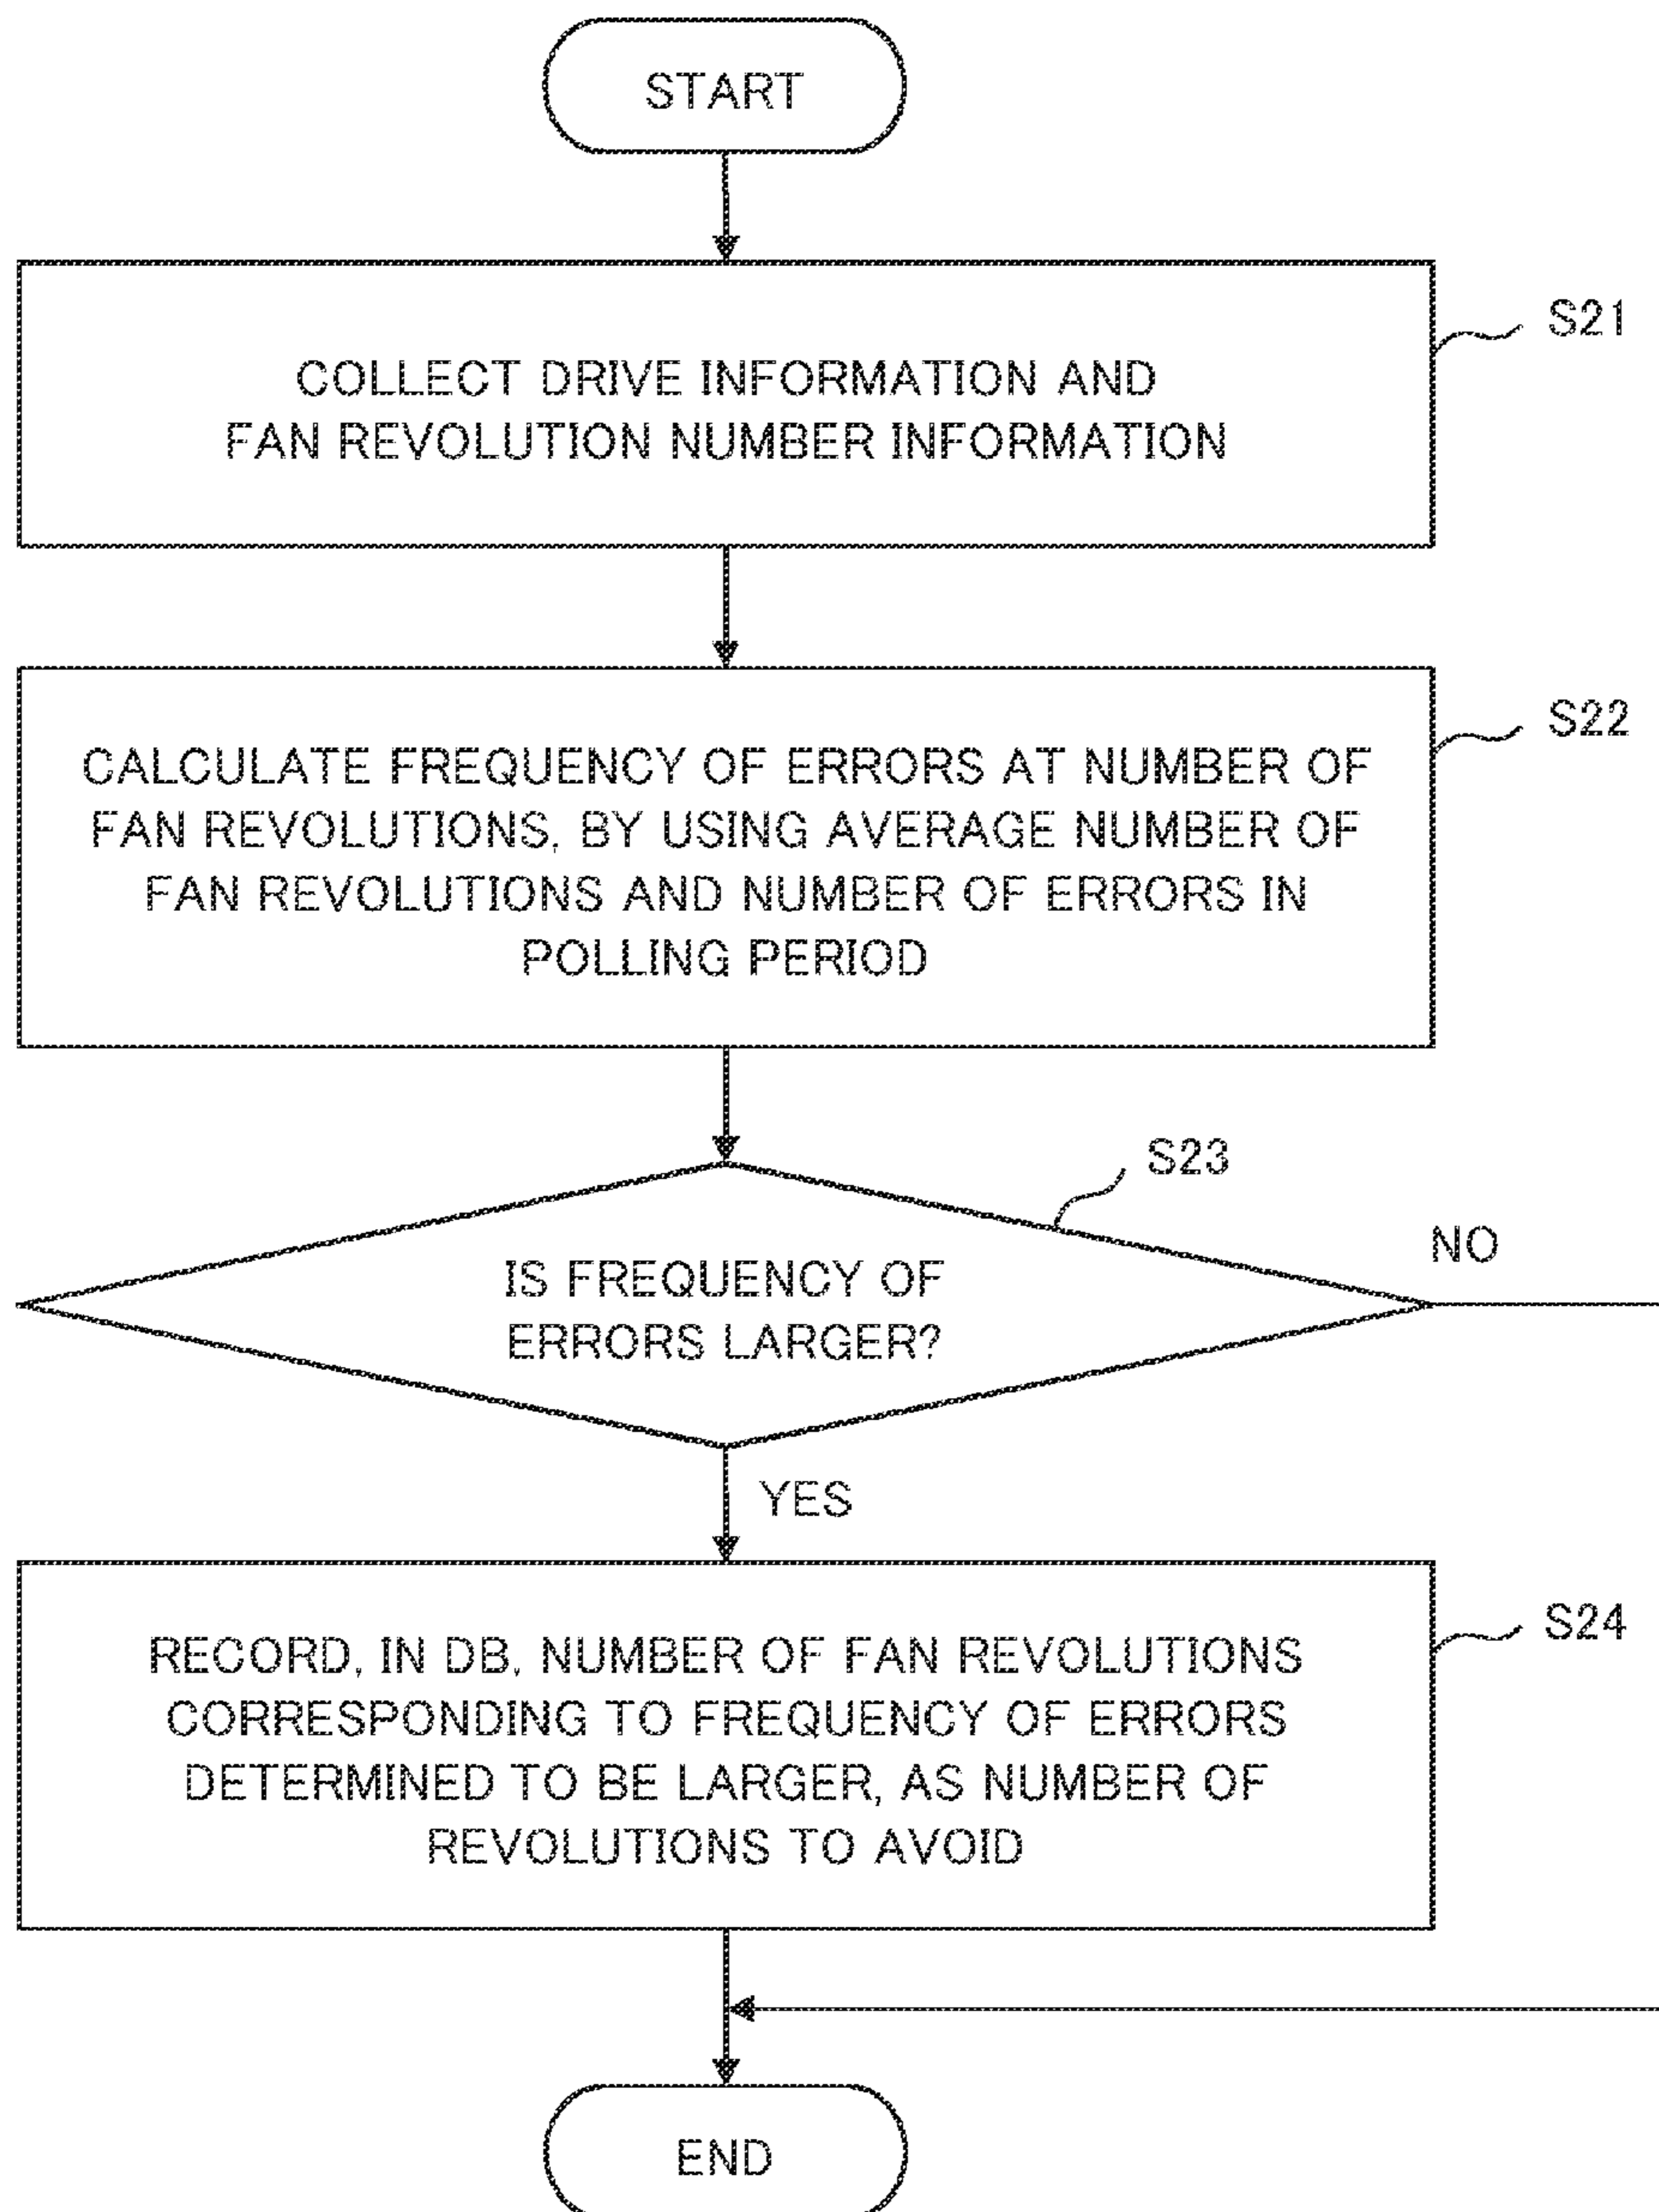 START
S21
COLLECT DRIVE INFORMATION AND
FAN REVOLUTION NUMBER INFORMATION
S22
CALCULATE FREQUENCY OF ERRORS AT NUMBER OF
FAN REVOLUTIONS, BY USING AVERAGE NUMBER OF
FAN REVOLUTIONS AND NUMBER OF ERRORS IN
POLLING PERIOD
S23
NO
IS FREQUENCY OF
ERRORS LARGER?
YES
S24
RECORD, IN DB, NUMBER OF FAN REVOLUTIONS
CORRESPONDING TO FREQUENCY OF ERRORS
DETERMINED TO BE LARGER, AS NUMBER OF
REVOLUTIONS TO AVOID
END